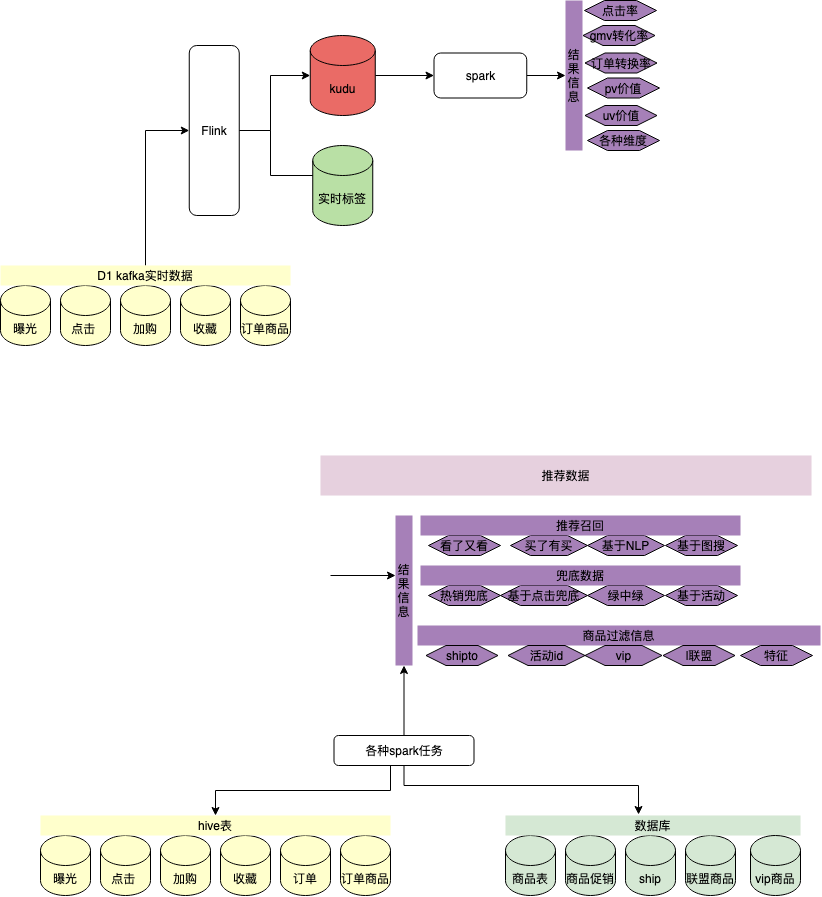 点击率
gmv转化率
订单转换率
pv价值
uv价值
各种维度
结果信息
spark
kudu
Flink
实时标签
D1 kafka实时数据
曝光
点击
加购
收藏
订单商品
推荐数据
推荐召回
看了又看
买了有买
基于NLP
基于图搜
结果信息
兜底数据
热销兜底
基于点击兜底
绿中绿
基于活动
商品过滤信息
shipto
活动id
vip
l联盟
特征
各种spark任务
hive表
曝光
点击
加购
收藏
订单
订单商品
数据库
商品表
商品促销
ship
联盟商品
vip商品